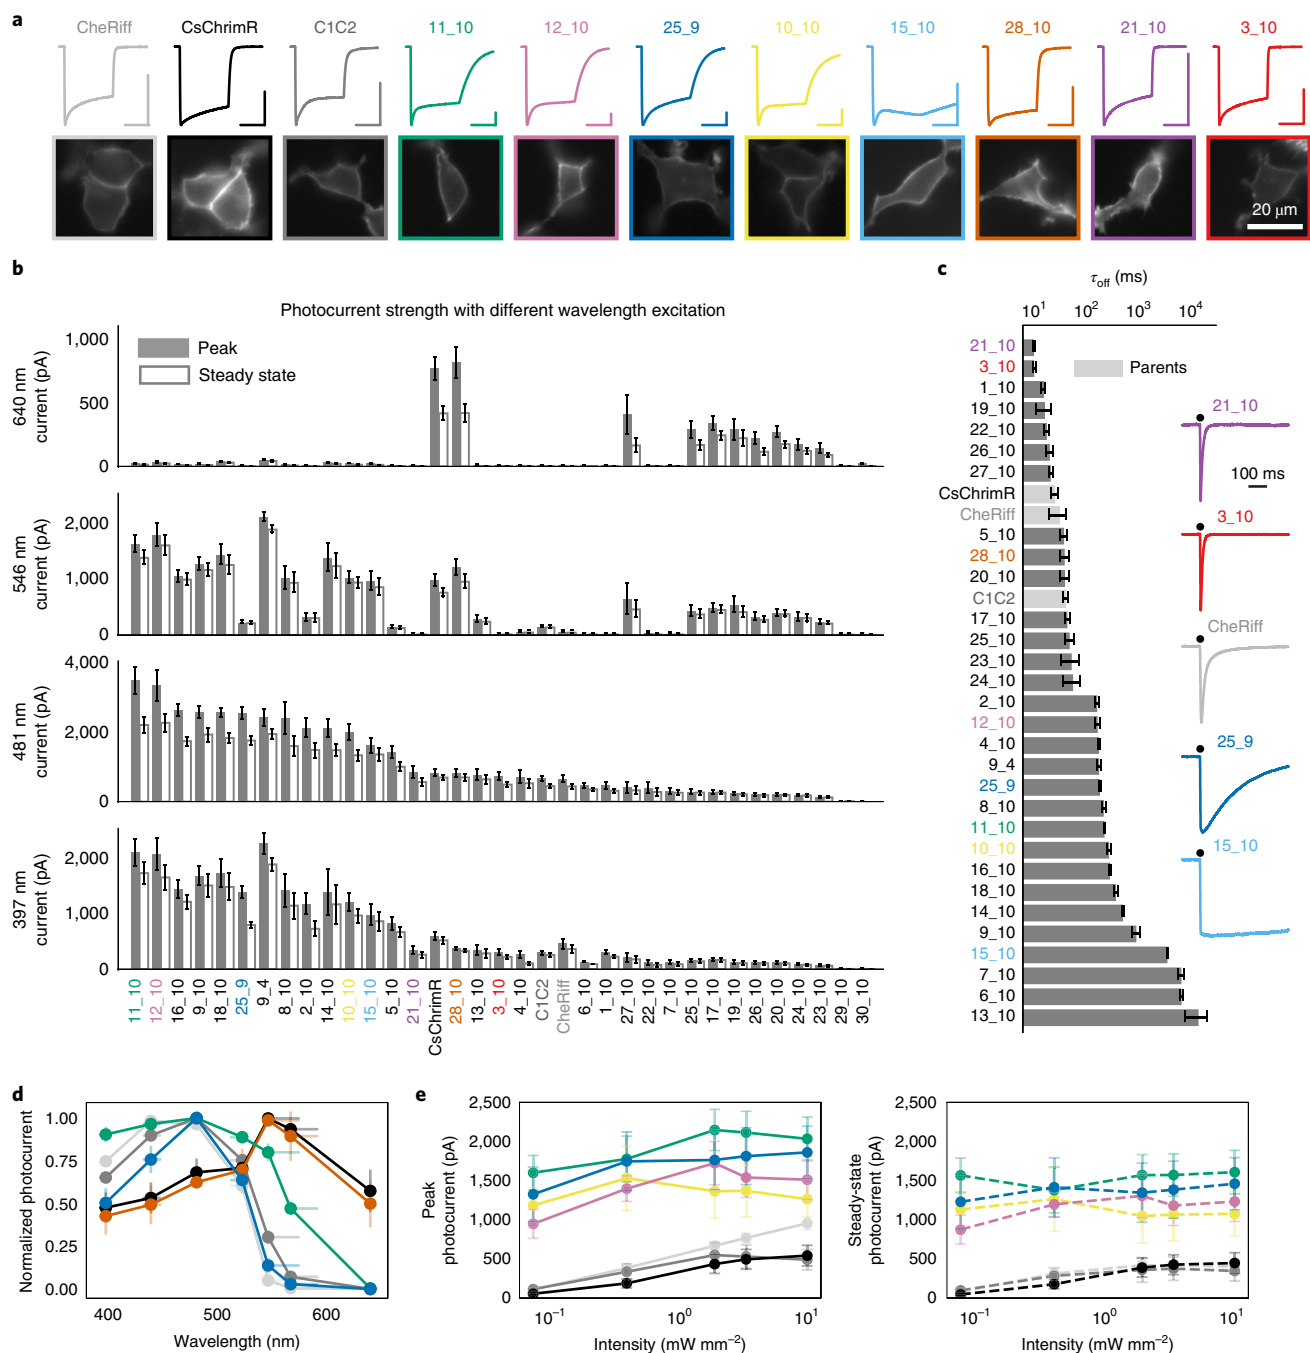 a
CheRiff CsChrimR C1C2 11_10 12_10 25_9 10_10 15_10 28_10 21_10 3_10
20 µm
b
Photocurrent strength with different wavelength excitation
Peak
Steady state
640 nm
current (pA)
1,000
500
0
546 nm
current (pA)
2,000
1,000
0
481 nm
current (pA)
4,000
2,000
0
397 nm
current (pA)
2,000
1,000
0
11_10 12_10 16_10 9_10 18_10 25_9 9_4 8_10 2_10 14_10 10_10 15_10 5_10 21_10 CsChrimR 28_10 13_10 3_10 4_10 C1C2 CheRiff 6_10 1_10 27_10 22_10 7_10 25_10 17_10 19_10 26_10 20_10 24_10 23_10 29_10 30_10
c
τoff (ms)
10¹ 10² 10³ 10⁴
Parents
21_10
3_10
1_10
19_10
22_10
26_10
27_10
CsChrimR
CheRiff
5_10
28_10
20_10
C1C2
17_10
25_10
23_10
24_10
2_10
12_10
4_10
9_4
25_9
8_10
11_10
10_10
16_10
18_10
14_10
9_10
15_10
7_10
6_10
13_10
21_10
100 ms
3_10
CheRiff
25_9
15_10
d
Normalized photocurrent
1.00
0.75
0.50
0.25
0.00
400 500 600
Wavelength (nm)
e
Peak
photocurrent (pA)
2,500
2,000
1,500
1,000
500
0
10⁻¹ 10⁰ 10¹
Intensity (mW mm⁻²)
Steady-state
photocurrent (pA)
2,500
2,000
1,500
1,000
500
0
10⁻¹ 10⁰ 10¹
Intensity (mW mm⁻²)